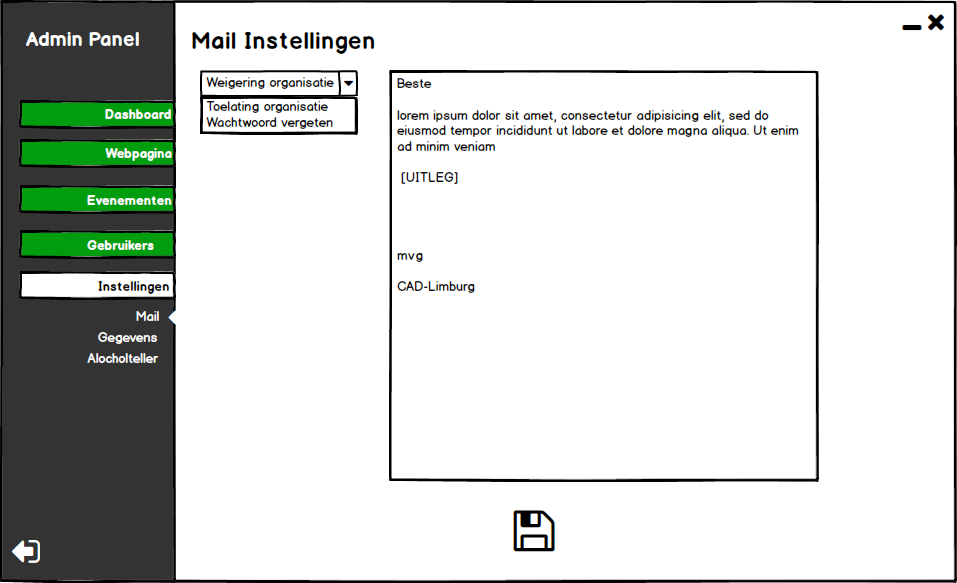 Admin Panel
Dashboard
Webpagina
Evenementen
Gebruikers
Instellingen
Mail
Gegevens
Alocholteller
Mail Instellingen
Weigering organisatie
Toelating organisatie
Wachtwoord vergeten
Beste
lorem ipsum dolor sit amet, consectetur adipisicing elit, sed do
eiusmod tempor incididunt ut labore et dolore magna aliqua. Ut enim
ad minim veniam
[UITLEG]
mvg
CAD-Limburg